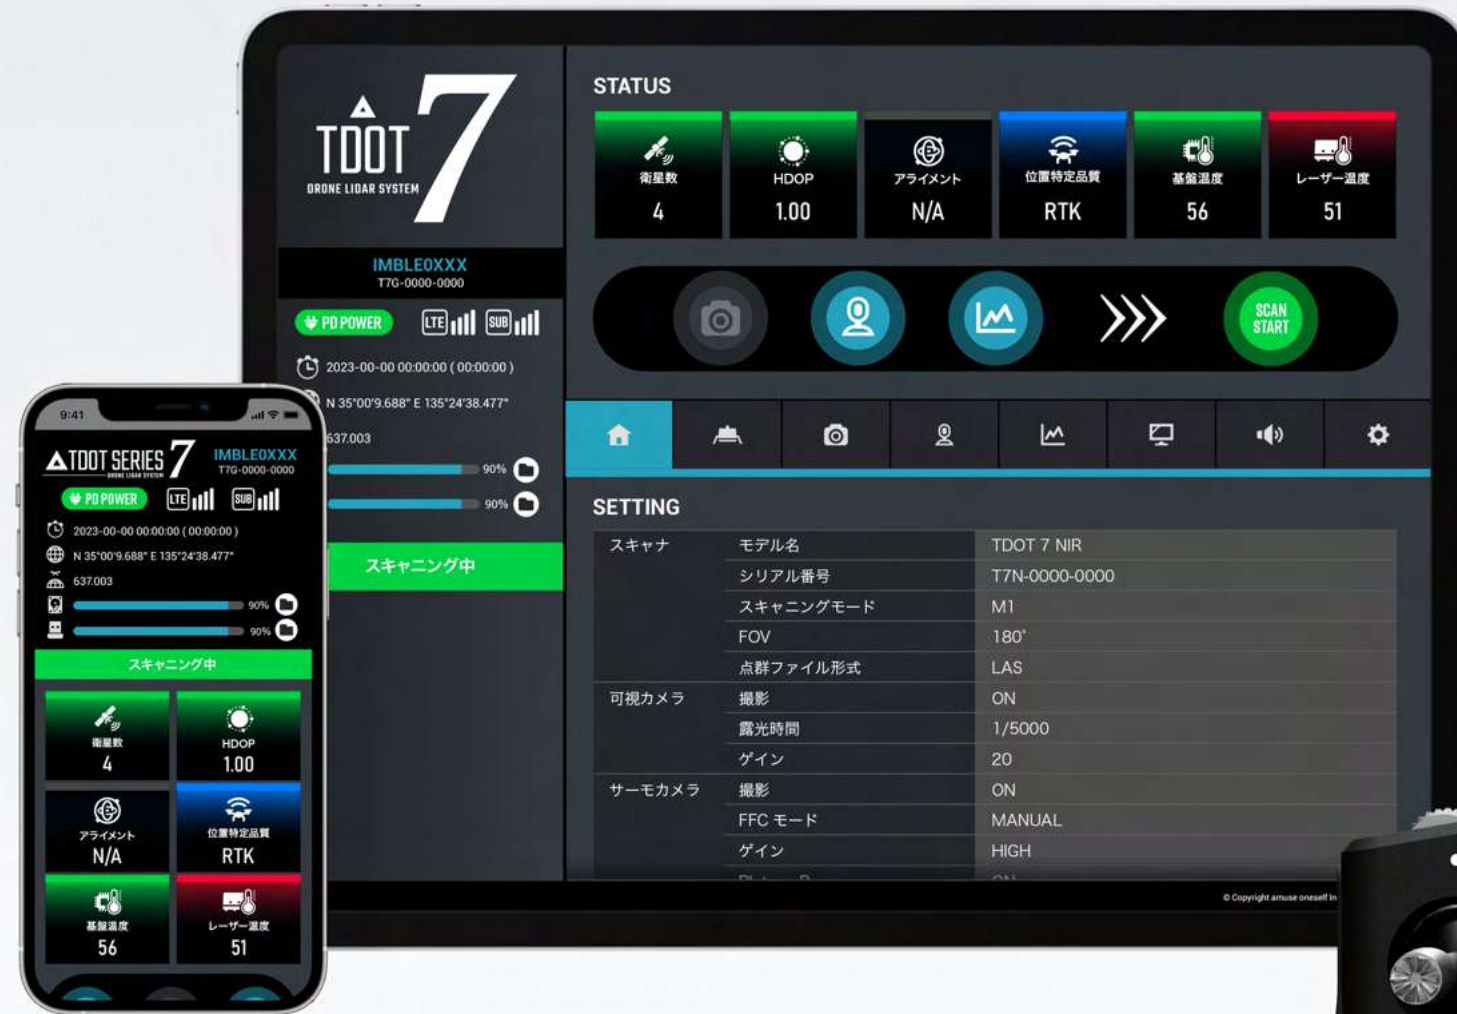 TDOT 7
DRONE LIDAR SYSTEM
IMBLE0XXX
T7G-0000-0000
PD POWER LTE SUB
2023-00-00 00:00:00 ( 00:00:00 )
N 35°00'9.688" E 135°24'38.477"
637.003
90%
90%
スキャニング中
STATUS
衛星数
4
HDOP
1.00
アライメント
N/A
位置特定品質
RTK
基盤温度
56
レーザー温度
51
SCAN
START
SETTING
スキャナ モデル名 TDOT 7 NIR
シリアル番号 T7N-0000-0000
スキャニングモード M1
FOV 180°
点群ファイル形式 LAS
可視カメラ 撮影 ON
露光時間 1/5000
ゲイン 20
サーモカメラ 撮影 ON
FFC モード MANUAL
ゲイン HIGH
© Copyright amuse oneself
9:41
TDOT SERIES 7
DRONE LIDAR SYSTEM
IMBLE0XXX
T7G-0000-0000
PD POWER LTE SUB
2023-00-00 00:00:00 ( 00:00:00 )
N 35°00'9.688" E 135°24'38.477"
637.003
90%
90%
スキャニング中
衛星数
4
HDOP
1.00
アライメント
N/A
位置特定品質
RTK
基盤温度
56
レーザー温度
51